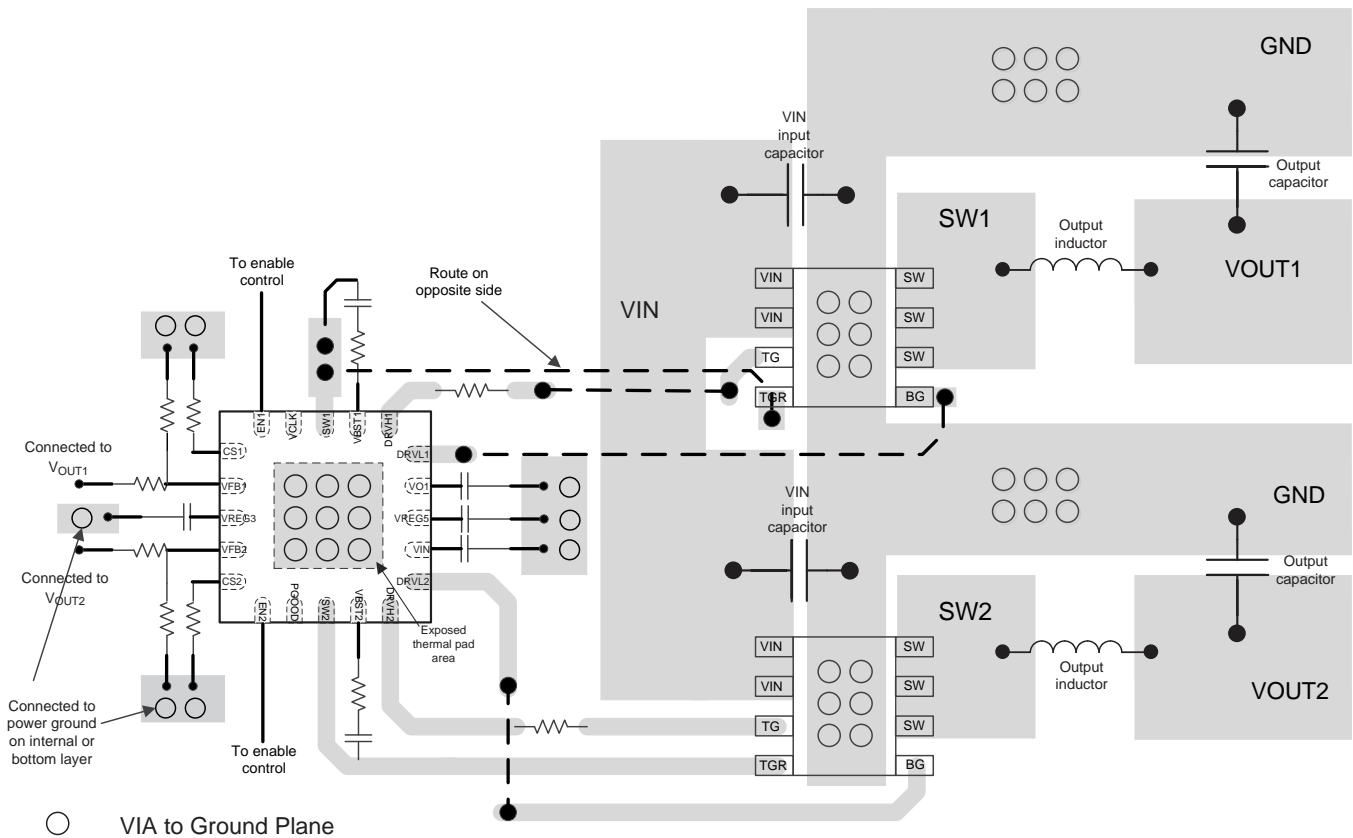 GND
VIN
input
capacitor
Output
capacitor
SW1
Output
inductor
VOUT1
To enable
control
Route on
opposite side
VIN
VIN
VIN
TG
TGR
SW
SW
SW
BG
EN1
VCLK
SW1
VBST1
DRVH1
CS1
VFB1
VREG3
VFB2
CS2
DRVL1
VO1
VREG5
VIN
DRVL2
EN2
PGOOD
SW2
VBST2
DRVH2
Connected to
VOUT1
Connected to
VOUT2
Exposed
thermal pad
area
GND
VIN
input
capacitor
Output
capacitor
SW2
Output
inductor
VOUT2
VIN
VIN
TG
TGR
SW
SW
SW
BG
Connected to
power ground
on internal or
bottom layer
To enable
control
VIA to Ground Plane